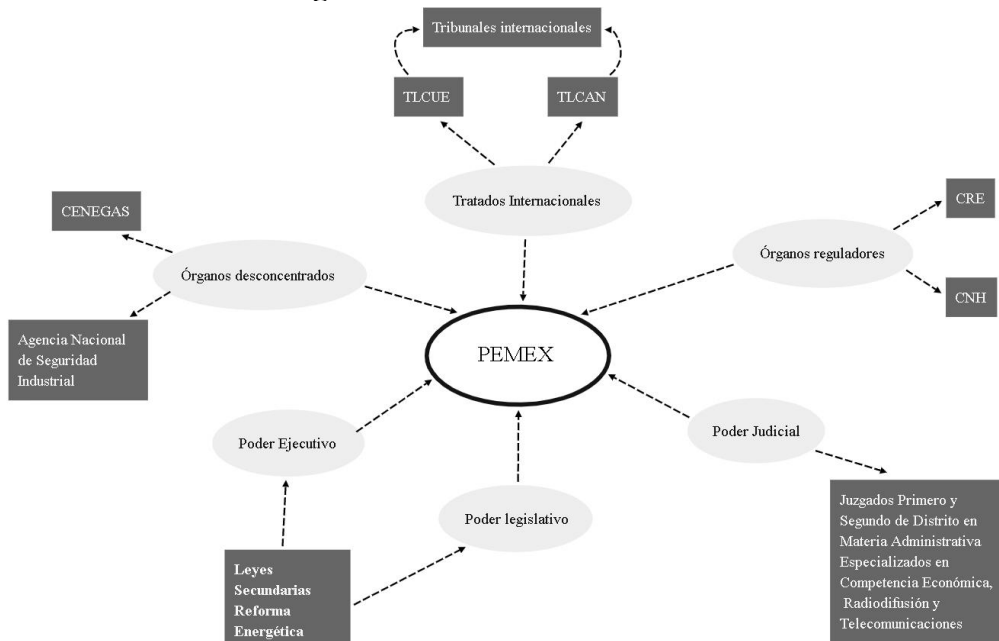 Tribunales internacionales
TLCUE
TLCAN
Tratados Internacionales
CENEGAS
Órganos desconcentrados
Agencia Nacional
de Seguridad
Industrial
CRE
Órganos reguladores
CNH
PEMEX
Poder Ejecutivo
Poder legislativo
Poder Judicial
Leyes
Secundarias
Reforma
Energética
Juzgados Primero y
Segundo de Distrito en
Materia Administrativa
Especializados en
Competencia Económica,
Radiodifusión y
Telecomunicaciones